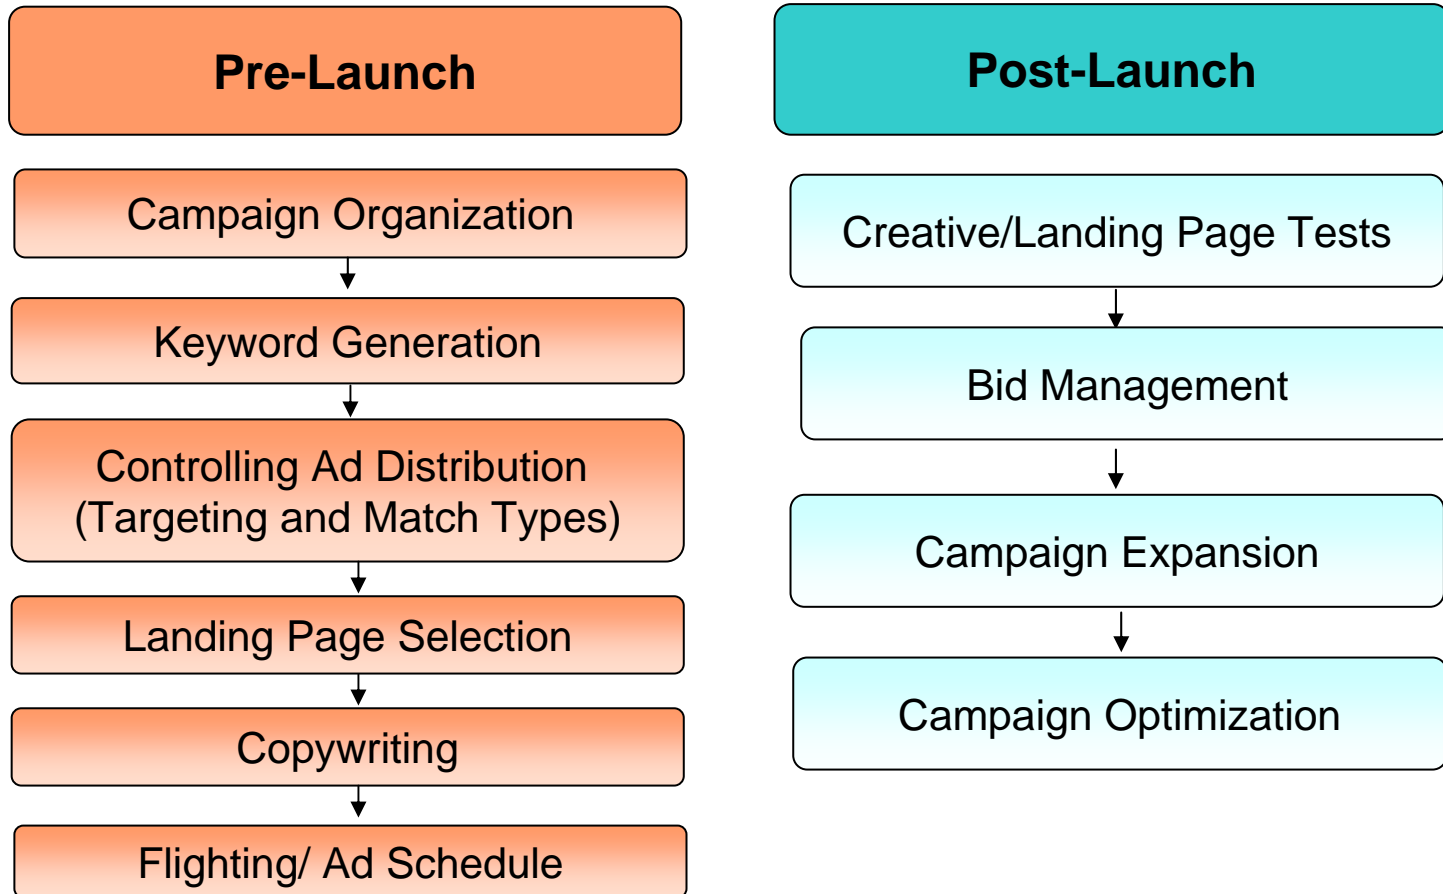 Pre-Launch
Campaign Organization
Keyword Generation
Controlling Ad Distribution
(Targeting and Match Types)
Landing Page Selection
Copywriting
Flighting/ Ad Schedule
Post-Launch
Creative/Landing Page Tests
Bid Management
Campaign Expansion
Campaign Optimization